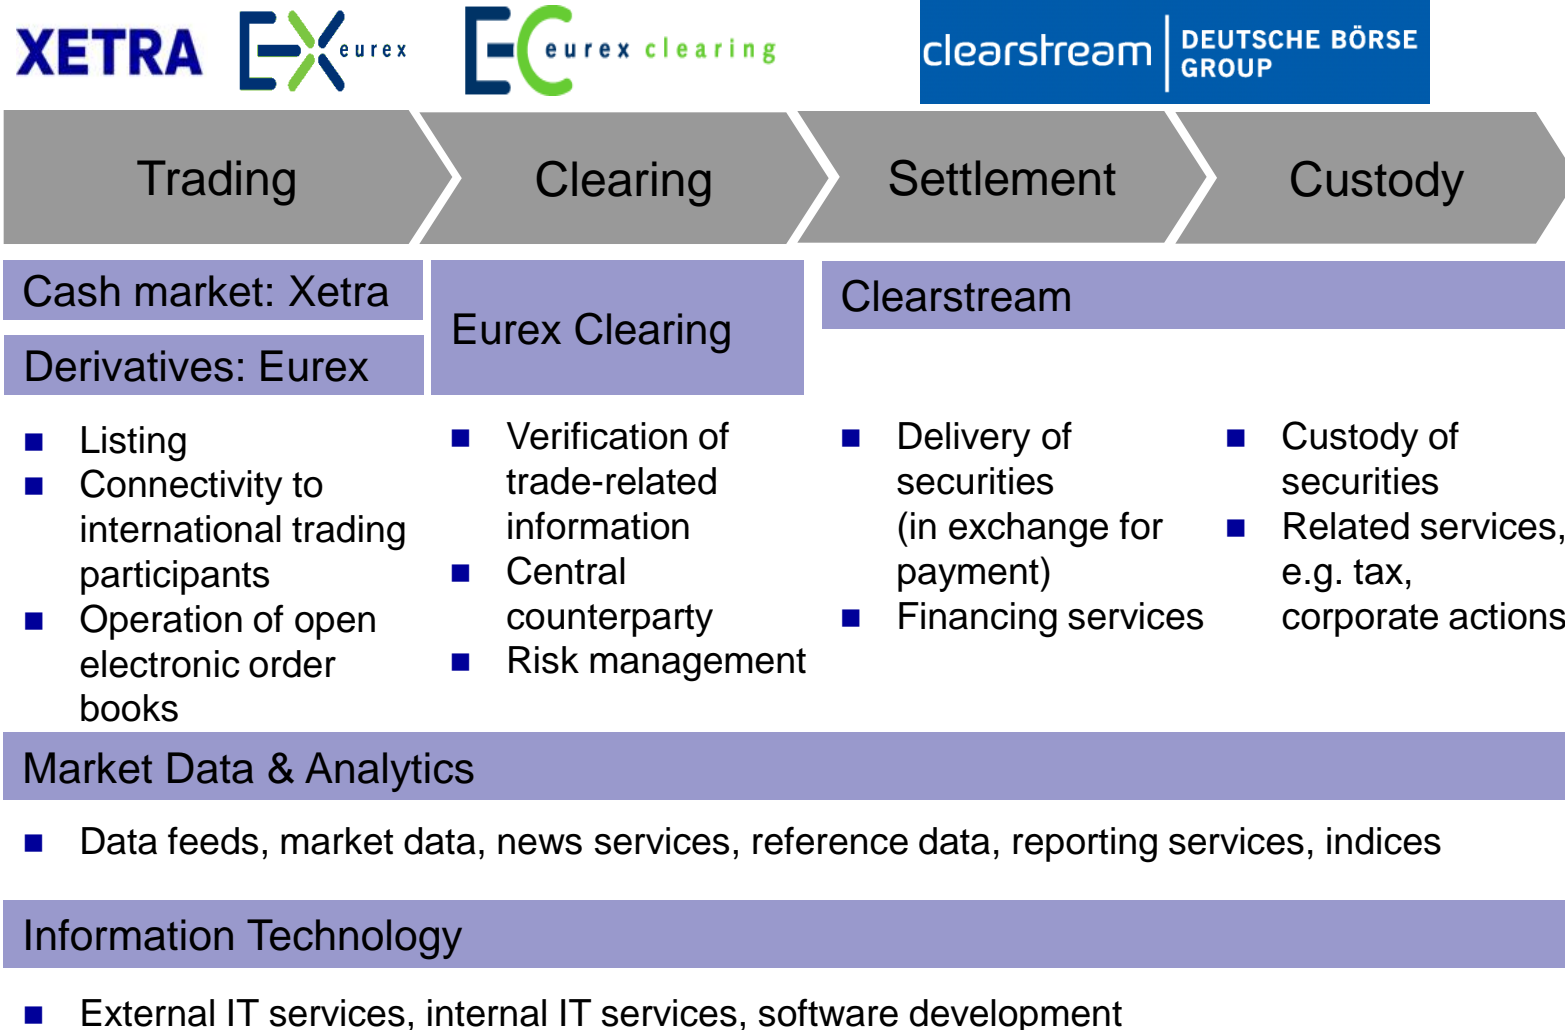 XETRA
eurex
eurex clearing
clearstream
DEUTSCHE BÖRSE
GROUP
Trading
Clearing
Settlement
Custody
Cash market: Xetra
Derivatives: Eurex
Eurex Clearing
Clearstream
Listing
Connectivity to
international trading
participants
Operation of open
electronic order
books
Verification of
trade-related
information
Central
counterparty
Risk management
Delivery of
securities
(in exchange for
payment)
Financing services
Custody of
securities
Related services,
e.g. tax,
corporate actions
Market Data & Analytics
Data feeds, market data, news services, reference data, reporting services, indices
Information Technology
External IT services, internal IT services, software development